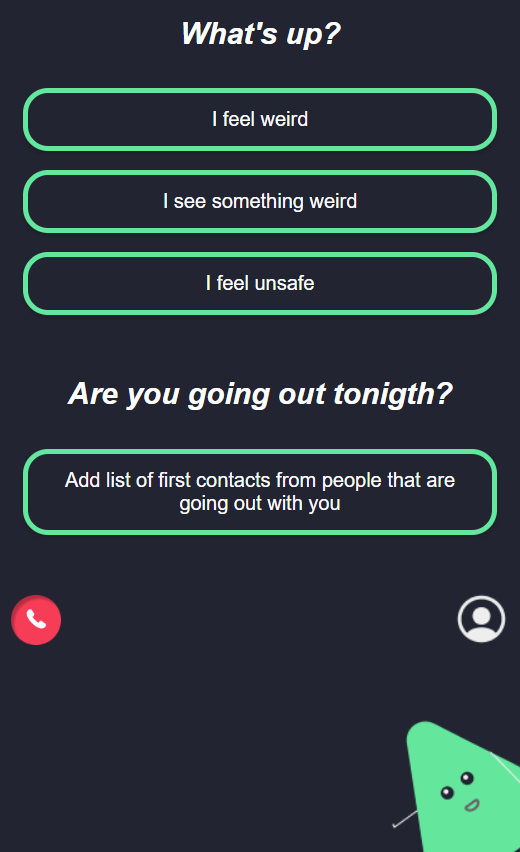 What's up?
I feel weird
I see something weird
I feel unsafe
Are you going out tonigth?
Add list of first contacts from people that are
going out with you